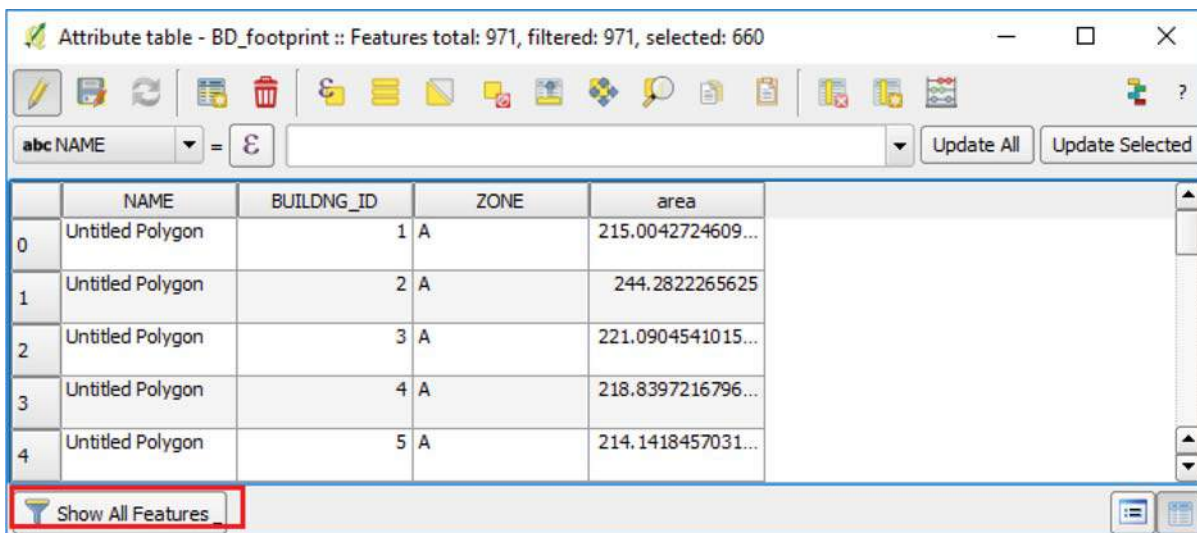 Attribute table - BD_footprint :: Features total: 971, filtered: 971, selected: 660
?
abc NAME = ε Update All Update Selected
NAME BUILDNG_ID ZONE area
0 Untitled Polygon 1 A 215.0042724609...
1 Untitled Polygon 2 A 244.2822265625
2 Untitled Polygon 3 A 221.0904541015...
3 Untitled Polygon 4 A 218.8397216796...
4 Untitled Polygon 5 A 214.1418457031...
Show All Features